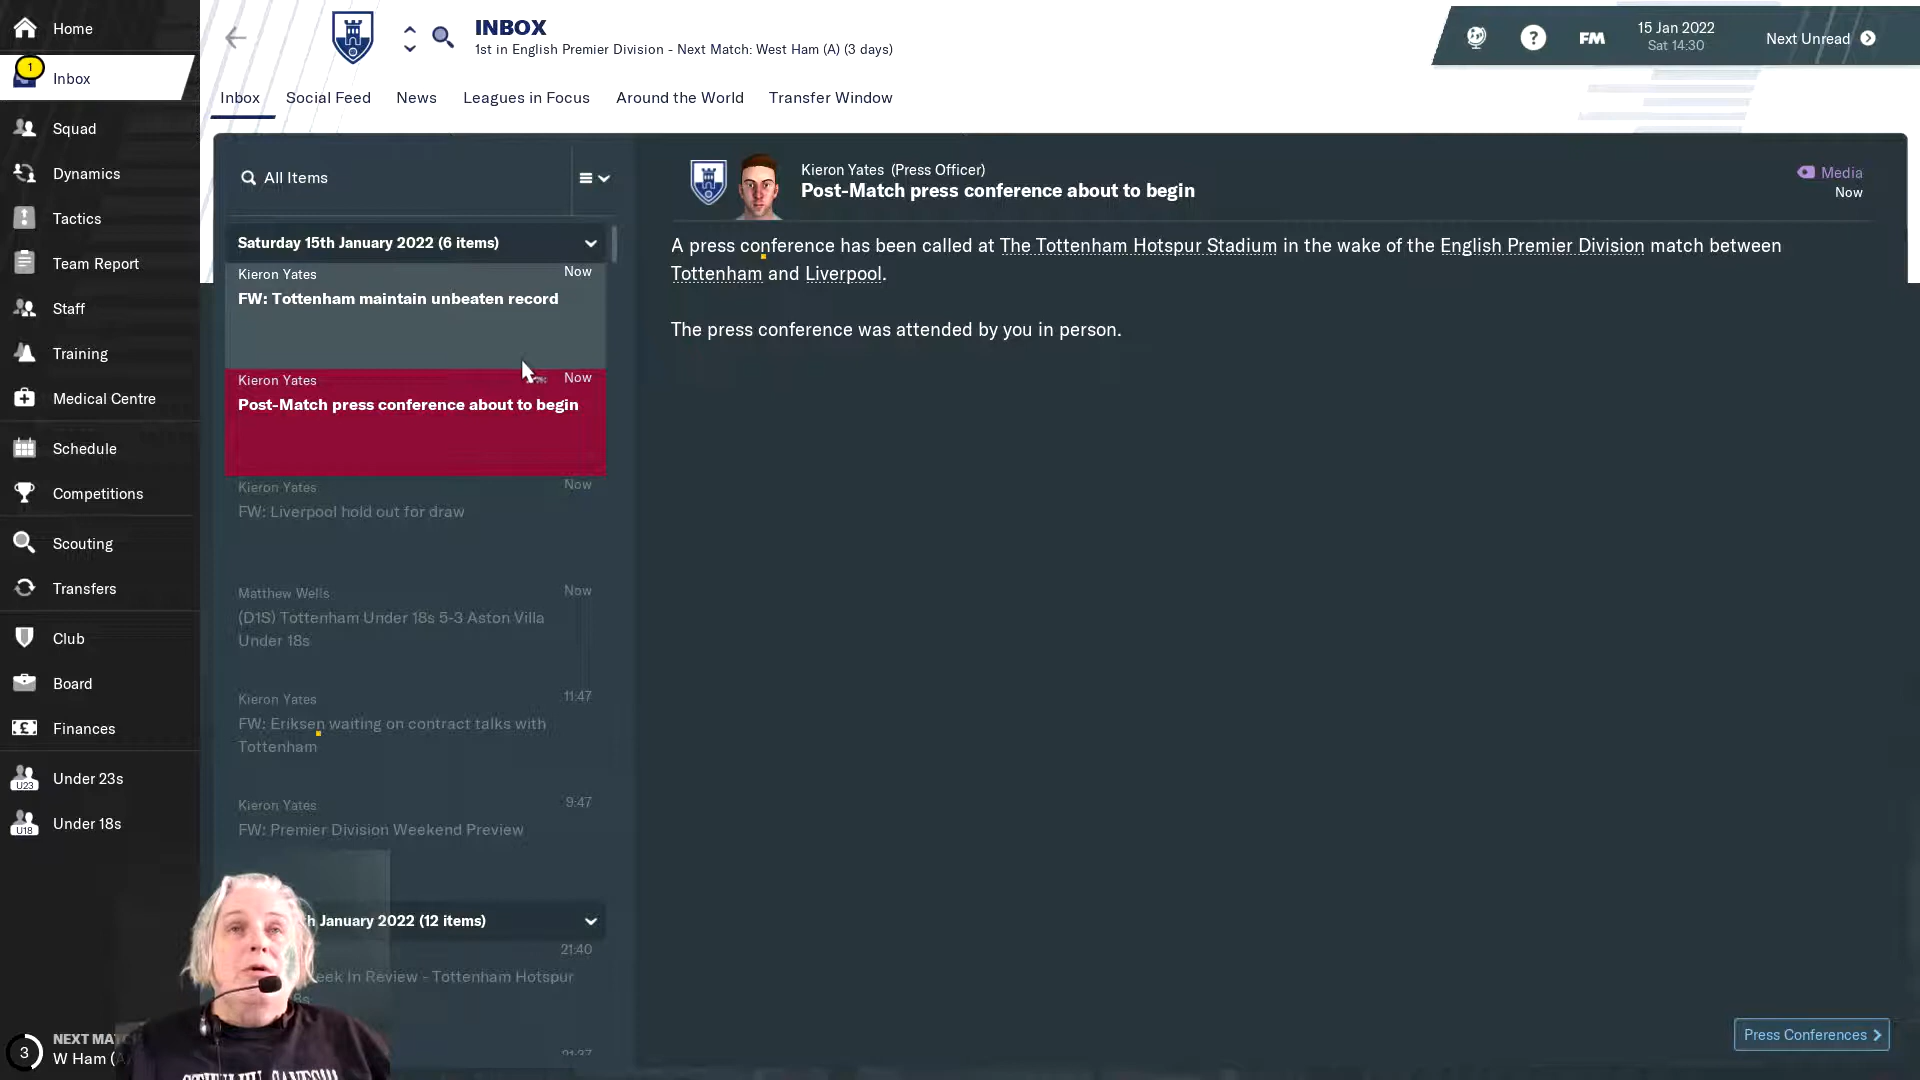 Home
1
Inbox
Squad
Dynamics
Tactics
Team Report
Staff
Training
Medical Centre
Schedule
Competitions
Scouting
Transfers
Club
Board
Finances
U23
Under 23s
U18
Under 18s
3
NEXT MATC
W Ham (A
INBOX
1st in English Premier Division - Next Match: West Ham (A) (3 days)
?
FM
15 Jan 2022
Sat 14:30
Next Unread
Inbox
Social Feed
News
Leagues in Focus
Around the World
Transfer Window
All Items
Saturday 15th January 2022 (6 items)
Kieron Yates
Now
FW: Tottenham maintain unbeaten record
Kieron Yates
Now
Post-Match press conference about to begin
Kieron Yates
Now
FW: Liverpool hold out for draw
Matthew Wells
Now
(D1S) Tottenham Under 18s 5-3 Aston Villa
Under 18s
Kieron Yates
11:47
FW: Eriksen waiting on contract talks with
Tottenham
Kieron Yates
9:47
FW: Premier Division Weekend Preview
h January 2022 (12 items)
21:40
eek In Review - Tottenham Hotspur
8s
21:37
Kieron Yates (Press Officer)
Post-Match press conference about to begin
Media
Now
A press conference has been called at The Tottenham Hotspur Stadium in the wake of the English Premier Division match between
Tottenham and Liverpool.
The press conference was attended by you in person.
Press Conferences